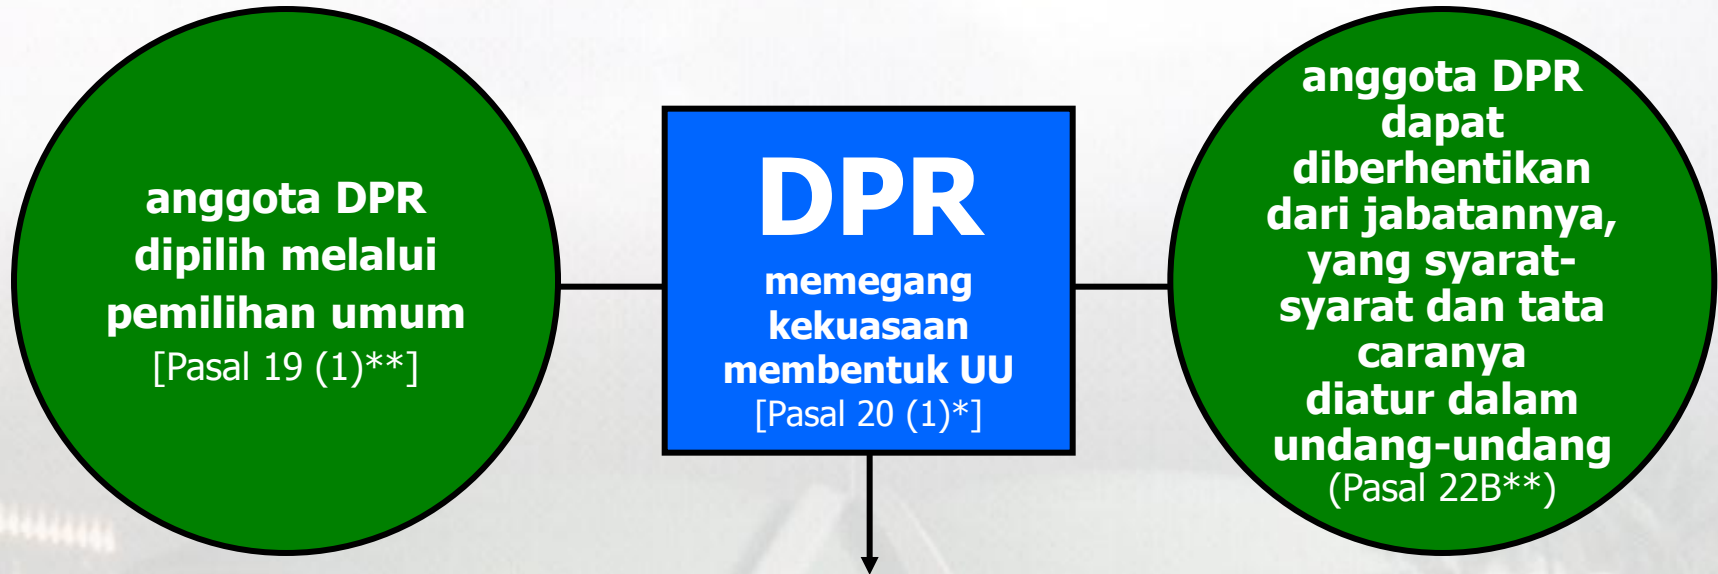 anggota DPR
dipilih melalui
pemilihan umum
[Pasal 19 (1)**]
DPR
memegang
kekuasaan
membentuk UU
[Pasal 20 (1)*]
anggota DPR
dapat
diberhentikan
dari jabatannya,
yang syarat-
syarat dan tata
caranya
diatur dalam
undang-undang
(Pasal 22B**)